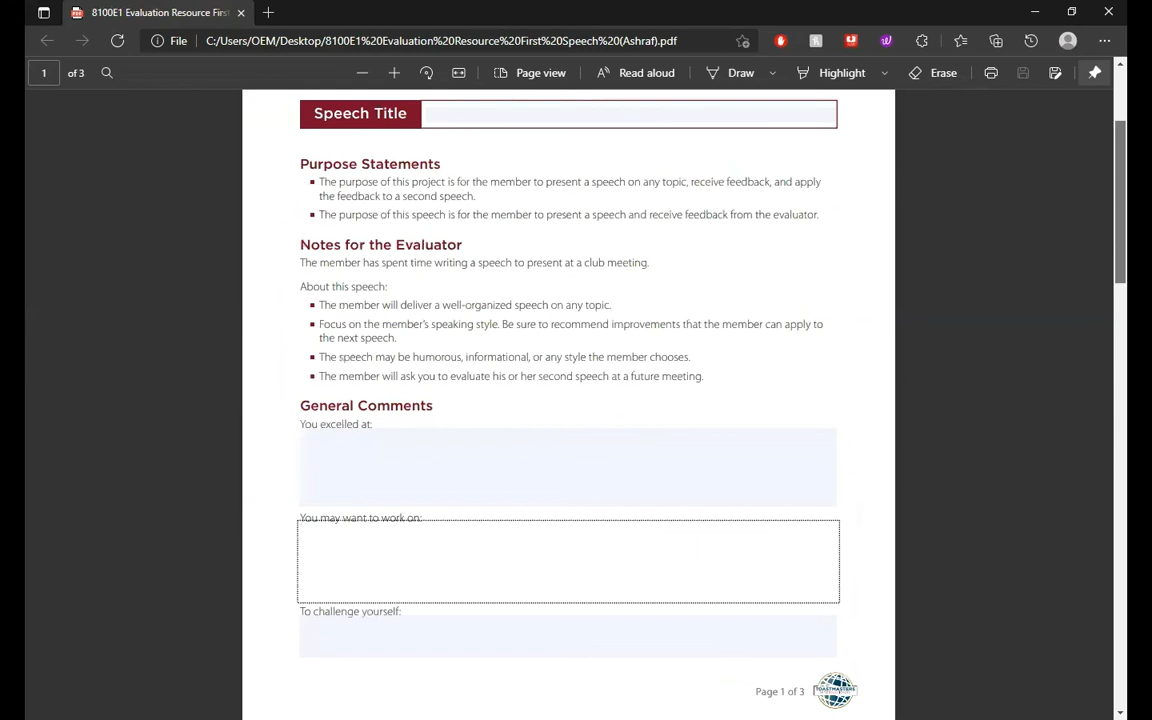 8100E1 Evaluation Resource First
File
C:/Users/OEM/Desktop/8100E1%20Evaluation%20Resource%20First%20Speech%20(Ashraf).pdf
1 of 3
Page view
Read aloud
Draw
Highlight
Erase
Speech Title
Purpose Statements
The purpose of this project is for the member to present a speech on any topic, receive feedback, and apply
the feedback to a second speech.
The purpose of this speech is for the member to present a speech and receive feedback from the evaluator.
Notes for the Evaluator
The member has spent time writing a speech to present at a club meeting.
About this speech:
The member will deliver a well-organized speech on any topic.
Focus on the member's speaking style. Be sure to recommend improvements that the member can apply to
the next speech.
The speech may be humorous, informational, or any style the member chooses.
The member will ask you to evaluate his or her second speech at a future meeting.
General Comments
You excelled at:
You may want to work on:
To challenge yourself:
Page 1 of 3
TOASTMASTERS